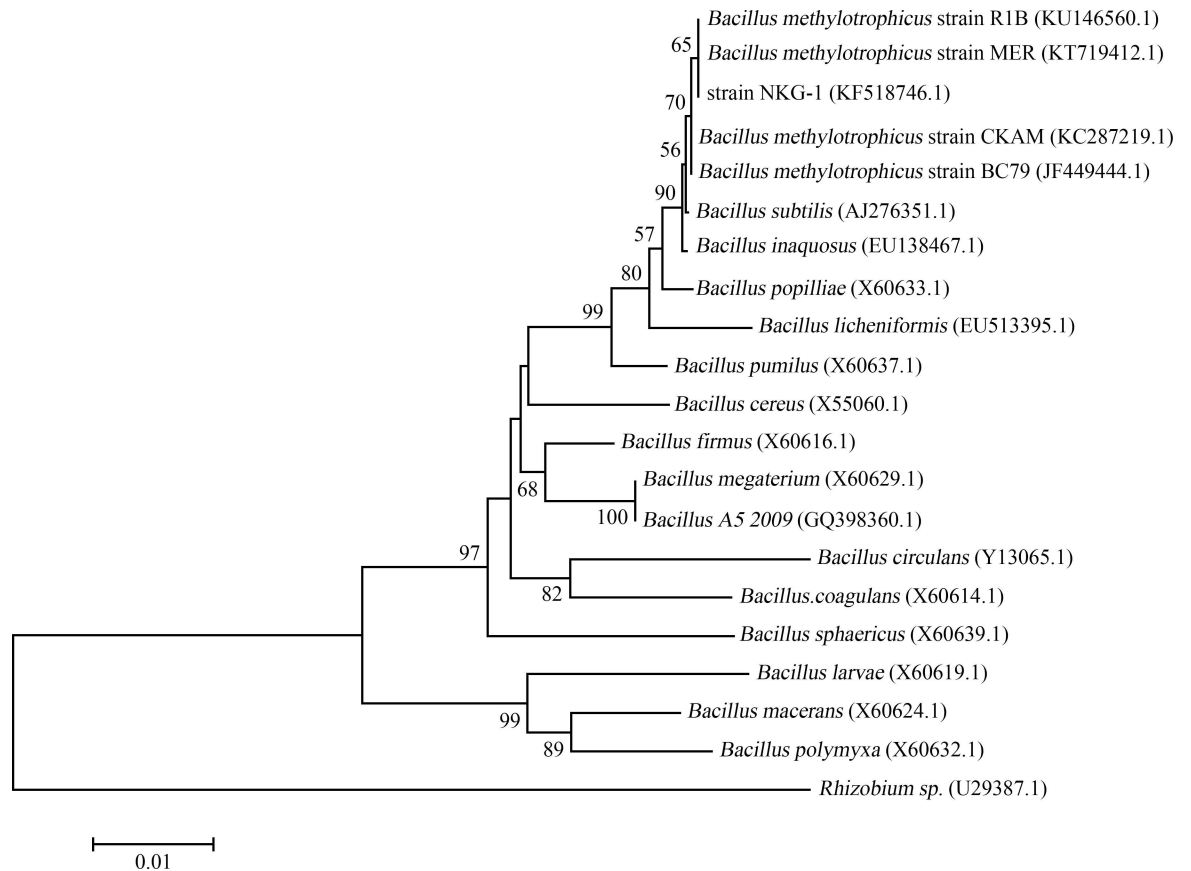 Bacillus methylotrophicus strain R1B (KU146560.1)
65
Bacillus methylotrophicus strain MER (KT719412.1)
strain NKG-1 (KF518746.1)
70
Bacillus methylotrophicus strain CKAM (KC287219.1)
56
Bacillus methylotrophicus strain BC79 (JF449444.1)
90
Bacillus subtilis (AJ276351.1)
57
Bacillus inaquosus (EU138467.1)
80
Bacillus popilliae (X60633.1)
99
Bacillus licheniformis (EU513395.1)
Bacillus pumilus (X60637.1)
Bacillus cereus (X55060.1)
Bacillus firmus (X60616.1)
Bacillus megaterium (X60629.1)
68
100
Bacillus A5 2009 (GQ398360.1)
97
Bacillus circulans (Y13065.1)
82
Bacillus.coagulans (X60614.1)
Bacillus sphaericus (X60639.1)
Bacillus larvae (X60619.1)
99
Bacillus macerans (X60624.1)
89
Bacillus polymyxa (X60632.1)
Rhizobium sp. (U29387.1)
0.01